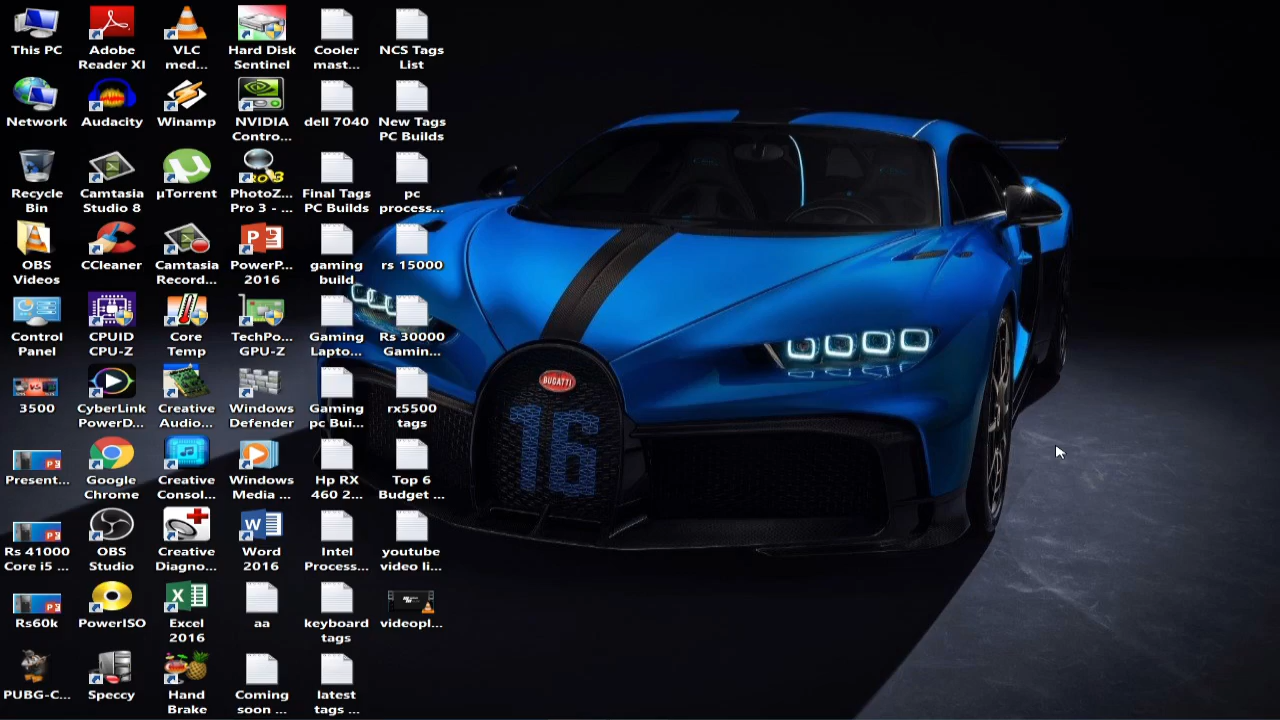 This PC
Adobe
Reader XI
VLC
med...
Hard Disk
Sentinel
Cooler
mast...
NCS Tags
List
Network
Audacity
Winamp
NVIDIA
Contro...
dell 7040
New Tags
PC Builds
Recycle
Bin
Camtasia
Studio 8
µTorrent
PhotoZ...
Pro 3 - ...
Final Tags
PC Builds
pc
process...
OBS
Videos
CCleaner
Camtasia
Record...
PowerP...
2016
gaming
build
rs 15000
Control
Panel
CPUID
CPU-Z
Core
Temp
TechPo...
GPU-Z
Gaming
Lapto...
Rs 30000
Gamin...
3500
CyberLink
PowerD...
Creative
Audio...
Windows
Defender
Gaming
pc Bui...
rx5500
tags
Present...
Google
Chrome
Creative
Consol...
Windows
Media ...
Hp RX
460 2...
Top 6
Budget ...
Rs 41000
Core i5 ...
OBS
Studio
Creative
Diagno...
Word
2016
Intel
Process...
youtube
video li...
Rs60k
PowerISO
Excel
2016
aa
keyboard
tags
videopl...
PUBG-C...
Speccy
Hand
Brake
Coming
soon ...
latest
tags ...
BUGATTI
16